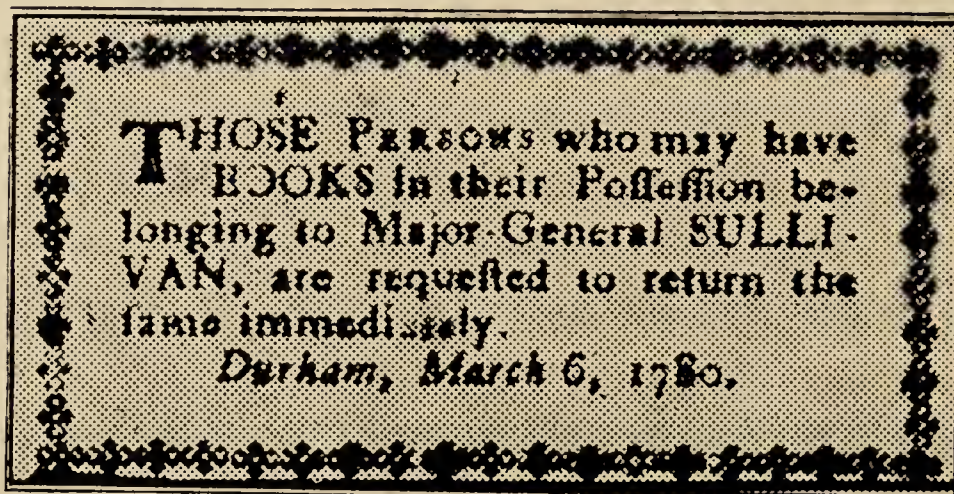 THOSE PERSONS who may have
BOOKS in their Poſſeſſion be-
longing to Major-General SULLI-
VAN, are requeſted to return the
ſame immediately.
Durham, March 6, 1780.